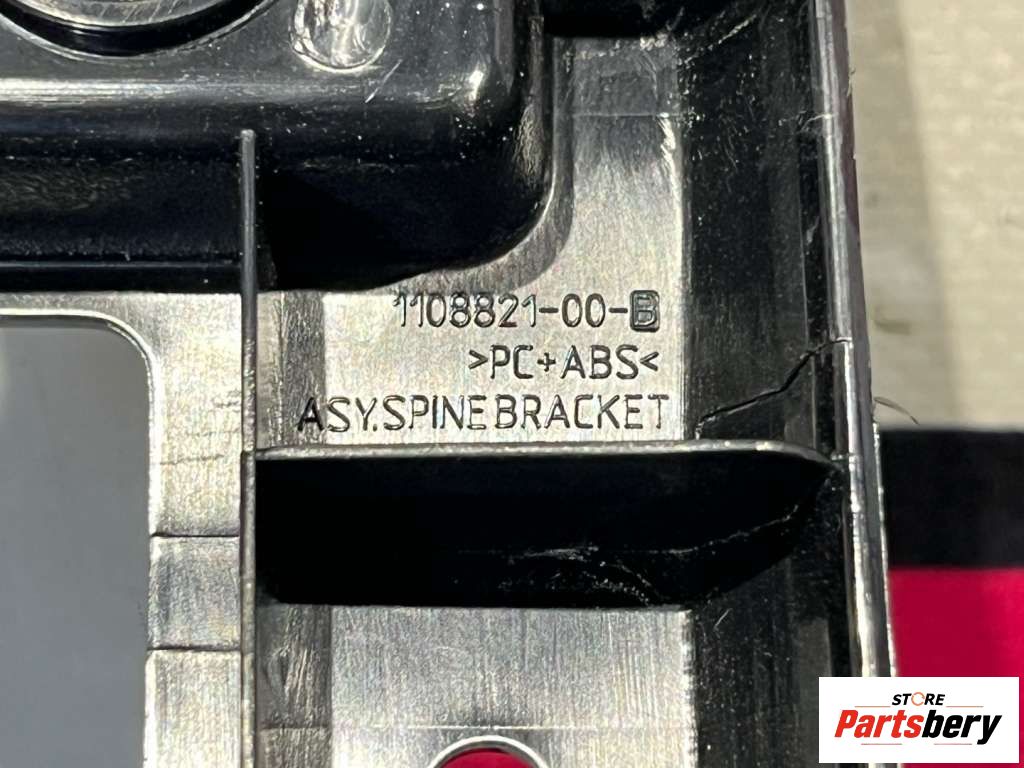 1108821-00-B
>PC+ABS<
ASY.SPINE BRACKET
STORE
Partsbery